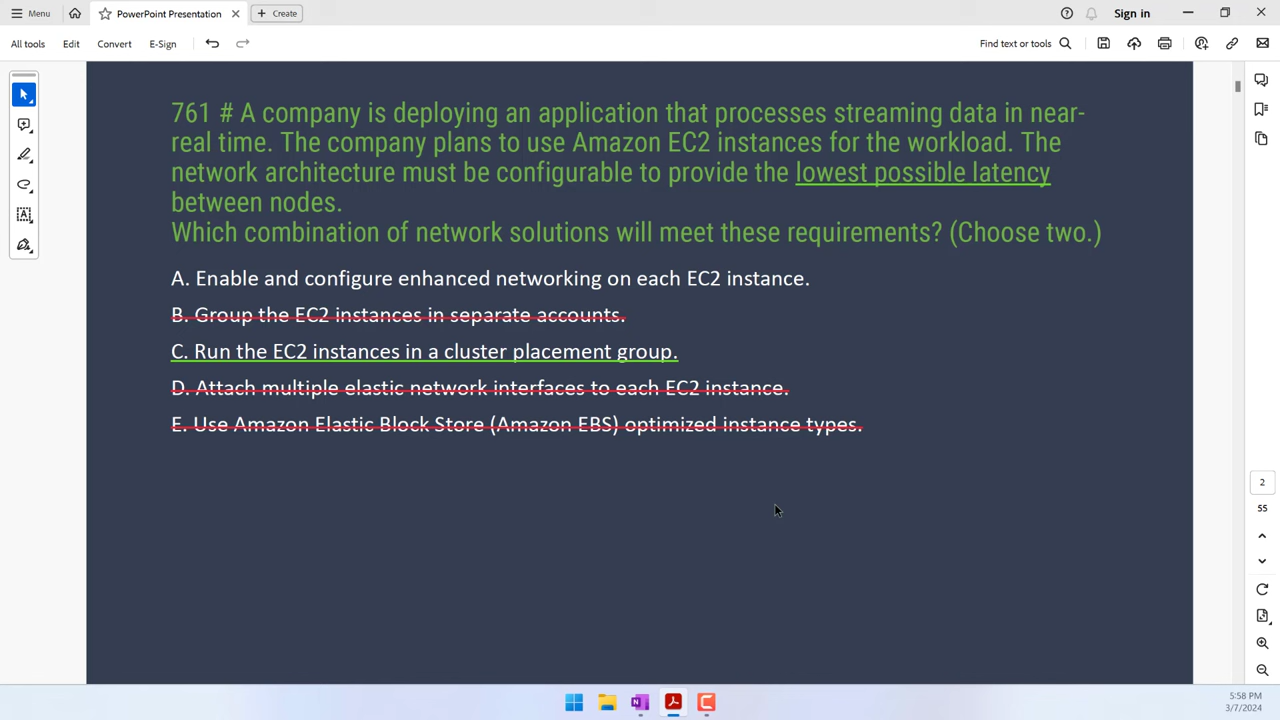 Menu
PowerPoint Presentation
Create
Sign in
All tools
Edit
Convert
E-Sign
Find text or tools
761 # A company is deploying an application that processes streaming data in near-
real time. The company plans to use Amazon EC2 instances for the workload. The
network architecture must be configurable to provide the lowest possible latency
between nodes.
Which combination of network solutions will meet these requirements? (Choose two.)
A. Enable and configure enhanced networking on each EC2 instance.
B. Group the EC2 instances in separate accounts.
C. Run the EC2 instances in a cluster placement group.
D. Attach multiple elastic network interfaces to each EC2 instance.
E. Use Amazon Elastic Block Store (Amazon EBS) optimized instance types.
2
55
5:58 PM
3/7/2024